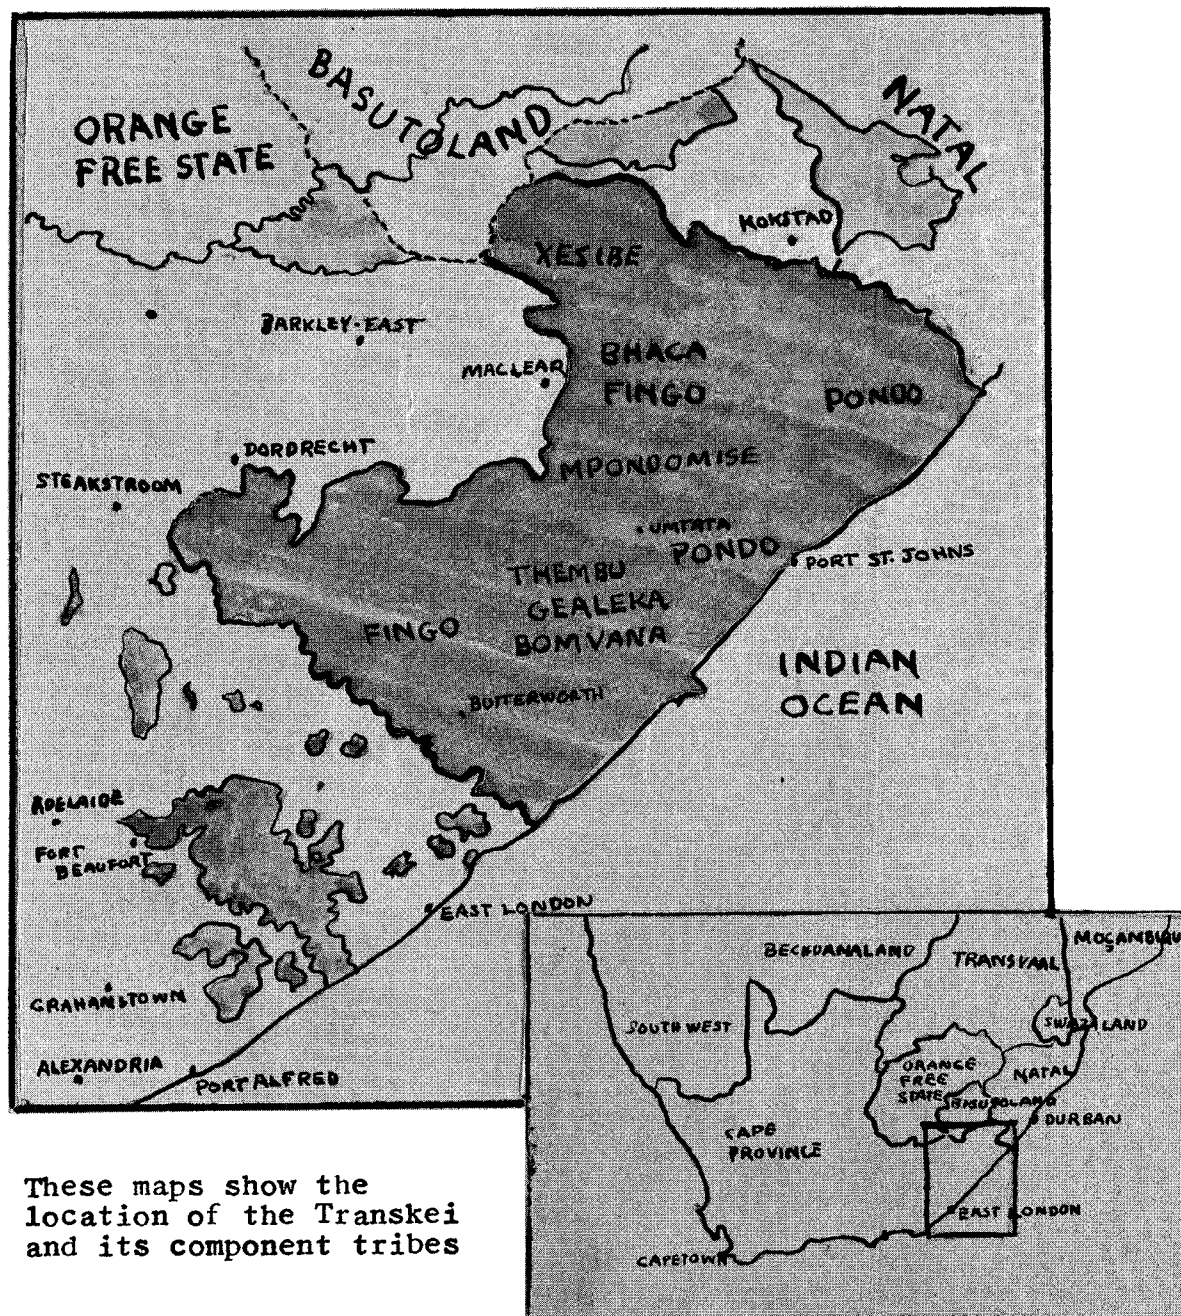 BASUTOLAND
NATAL
ORANGE
FREE STATE
KOKSTAD
XESIBE
BARKLEY-EAST
MACLEAR
BHACA
FINGO
PONDO
DORDRECHT
MPONDOMISE
STEAKSTROOM
UMTATA
PONDO
PORT ST. JOHNS
THEMBU
GEALEKA
BOMVANA
FINGO
INDIAN
OCEAN
BUTTERWORTH
ADELAIDE
FORT
BEAUFORT
EAST LONDON
GRAHAMSTOWN
ALEXANDRIA
PORT ALFRED
BECHUANALAND
TRANSVAAL
MOÇAMBIQU
SOUTH WEST
SWAZILAND
ORANGE
FREE
STATE
NATAL
BASUTOLAND
DURBAN
CAPE
PROVINCE
EAST LONDON
CAPETOWN
These maps show the
location of the Transkei
and its component tribes